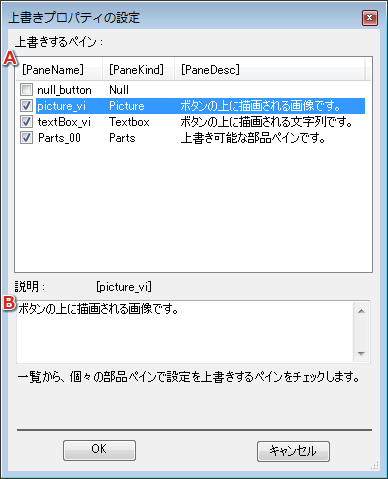 上書きプロパティの設定
上書きするペイン：
A
[PaneName] [PaneKind] [PaneDesc]
null_button Null
picture_vi Picture ボタンの上に描画される画像です。
textBox_vi Textbox ボタンの上に描画される文字列です。
Parts_00 Parts 上書き可能な部品ペインです。
説明： [picture_vi]
B
ボタンの上に描画される画像です。
一覧から、個々の部品ペインで設定を上書きするペインをチェックします。
OK キャンセル